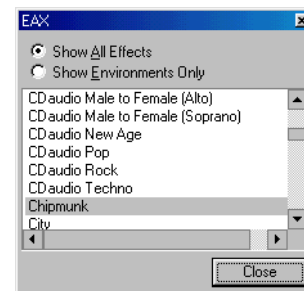 EAX
Show All Effects
Show Environments Only
CDaudio Male to Female (Alto)
CDaudio Male to Female (Soprano)
CDaudio New Age
CDaudio Pop
CDaudio Rock
CDaudio Techno
Chipmunk
City
Close